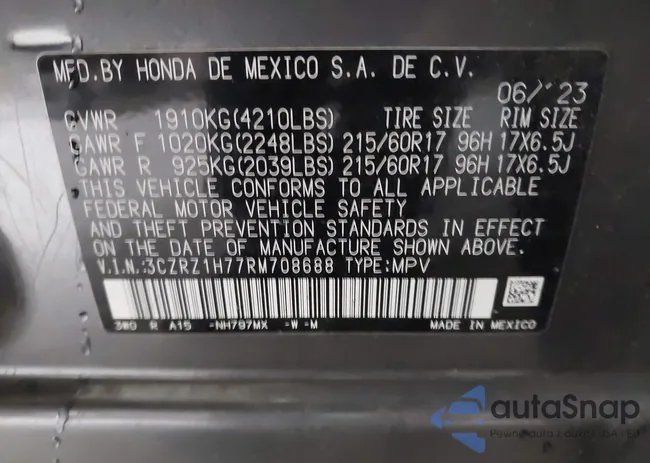 MFD.BY HONDA DE MEXICO S.A. DE C.V.
06/'23
GVWR 1910KG(4210LBS) TIRE SIZE RIM SIZE
GAWR F 1020KG(2248LBS) 215/60R17 96H 17X6.5J
GAWR R 925KG(2039LBS) 215/60R17 96H 17X6.5J
THIS VEHICLE CONFORMS TO ALL APPLICABLE
FEDERAL MOTOR VEHICLE SAFETY
AND THEFT PREVENTION STANDARDS IN EFFECT
ON THE DATE OF MANUFACTURE SHOWN ABOVE.
V.I.N.:3CZRZ1H77RM708688 TYPE:MPV
3W0 R A15 -NH797MX -W -M MADE IN MEXICO
autaSnap